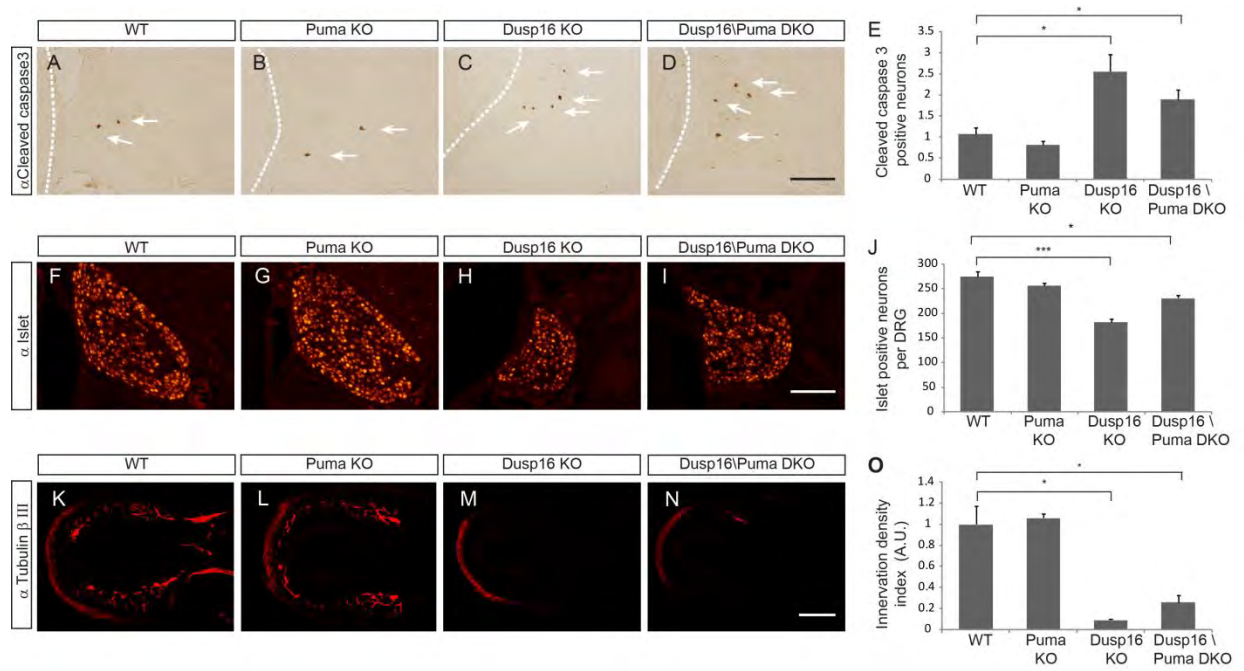 WT Puma KO Dusp16 KO Dusp16\Puma DKO
αCleaved caspase3
A B C D
E
Cleaved caspase 3
positive neurons
3.5
3
2.5
2
1.5
1
0.5
0
*
*
WT Puma KO Dusp16 KO Dusp16 \ Puma DKO
WT Puma KO Dusp16 KO Dusp16\Puma DKO
α Islet
F G H I
J
Islet positive neurons
per DRG
300
250
200
150
100
50
0
*
***
WT Puma KO Dusp16 KO Dusp16 \ Puma DKO
WT Puma KO Dusp16 KO Dusp16\Puma DKO
α Tubulin β III
K L M N
O
Innervation density
index (A.U.)
1.4
1.2
1
0.8
0.6
0.4
0.2
0
*
*
WT Puma KO Dusp16 KO Dusp16 \ Puma DKO